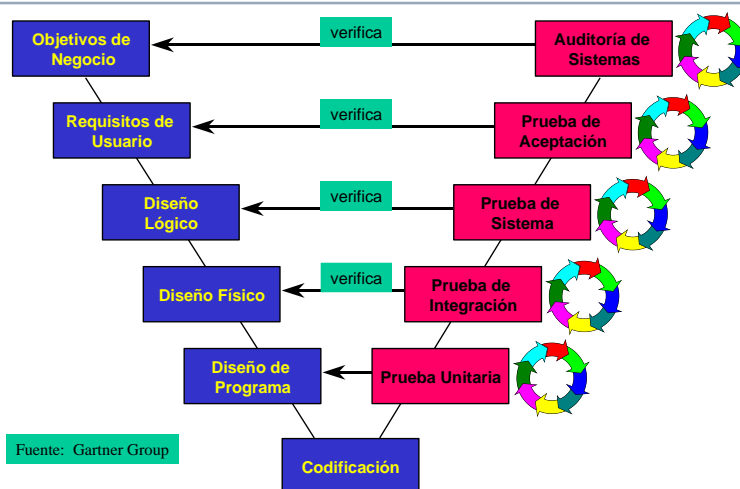 Objetivos de
Negocio
verifica
Auditoría de
Sistemas
Requisitos de
Usuario
verifica
Prueba de
Aceptación
Diseño
Lógico
verifica
Prueba de
Sistema
Diseño Físico
verifica
Prueba de
Integración
Diseño de
Programa
Prueba Unitaria
Fuente: Gartner Group
Codificación